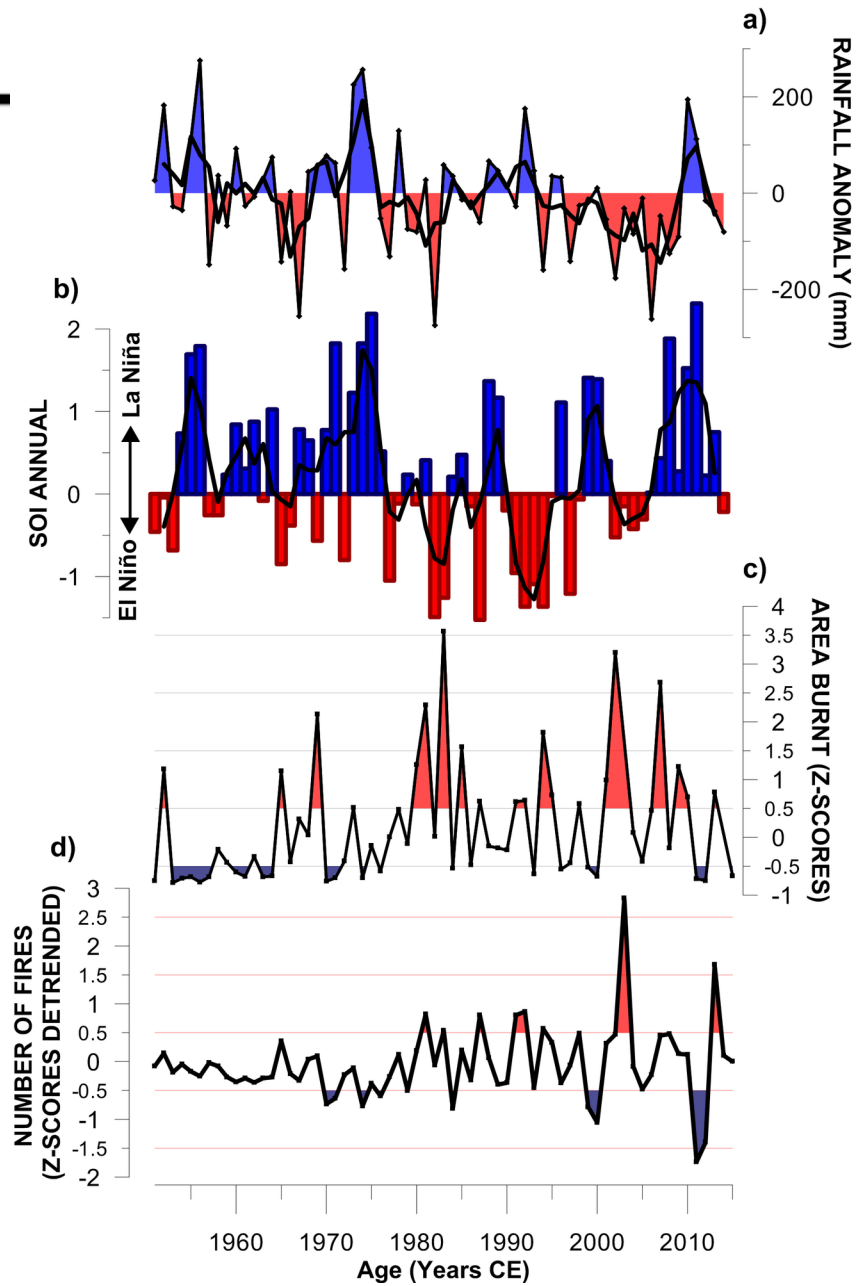 a)
RAINFALL ANOMALY (mm)
200
0
-200
b)
SOI ANNUAL
El Niño
La Niña
2
1
0
-1
c)
AREA BURNT (Z-SCORES)
4
3.5
3
2.5
2
1.5
1
0.5
0
-0.5
-1
d)
NUMBER OF FIRES
(Z-SCORES DETRENDED)
3
2.5
2
1.5
1
0.5
0
-0.5
-1
-1.5
-2
1960 1970 1980 1990 2000 2010
Age (Years CE)